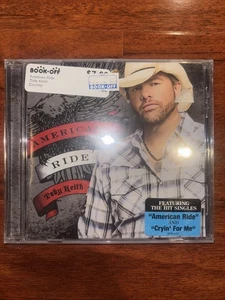 BOOK-OFF
AMERICAN
RIDE
Toby Keith
FEATURING
THE HIT SINGLES
"American Ride"
AND
"Cryin' For Me"